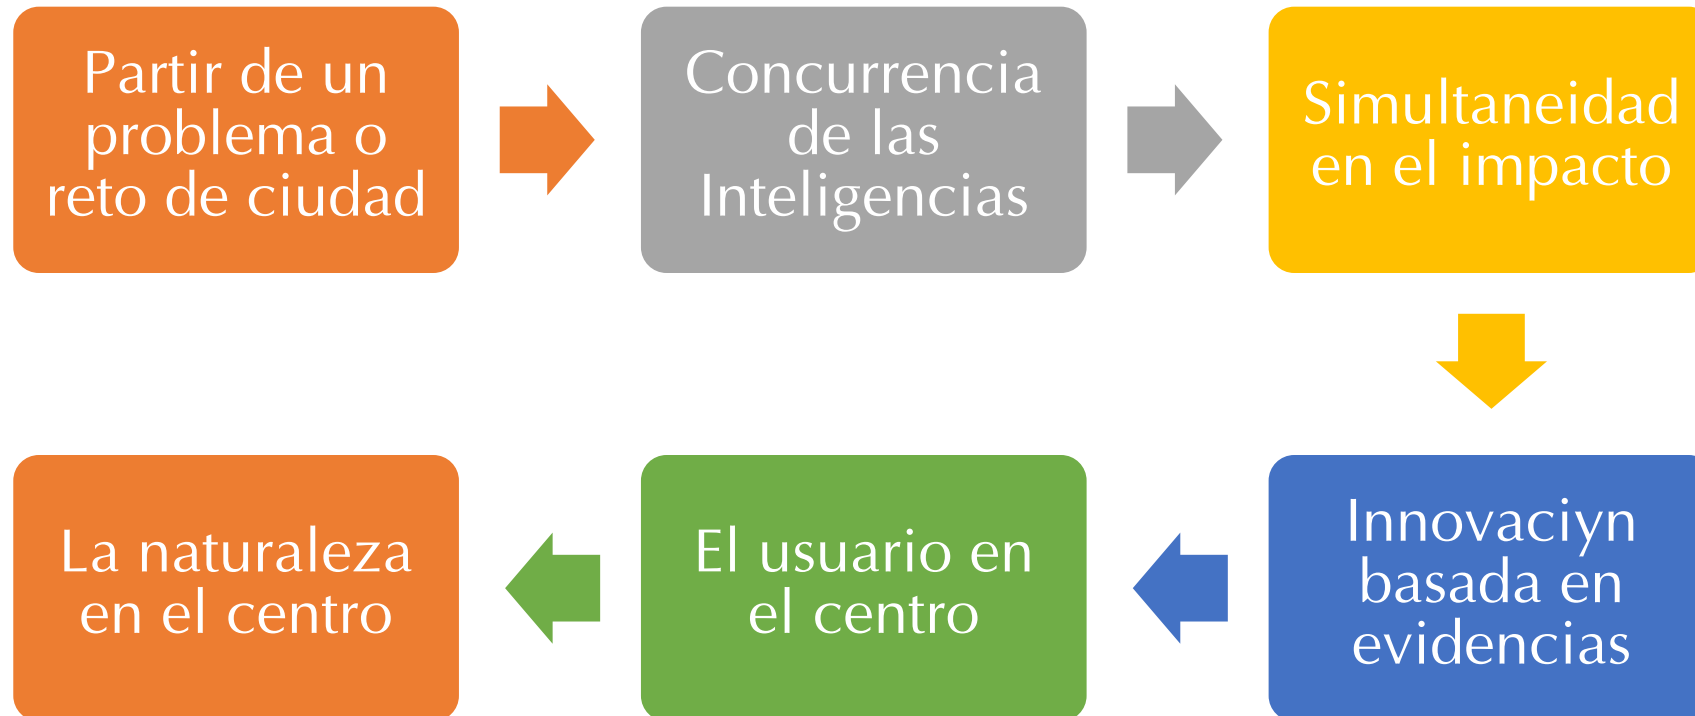 Partir de un
problema o
reto de ciudad
Concurrencia
de las
Inteligencias
Simultaneidad
en el impacto
Innovaciyn
basada en
evidencias
El usuario en
el centro
La naturaleza
en el centro